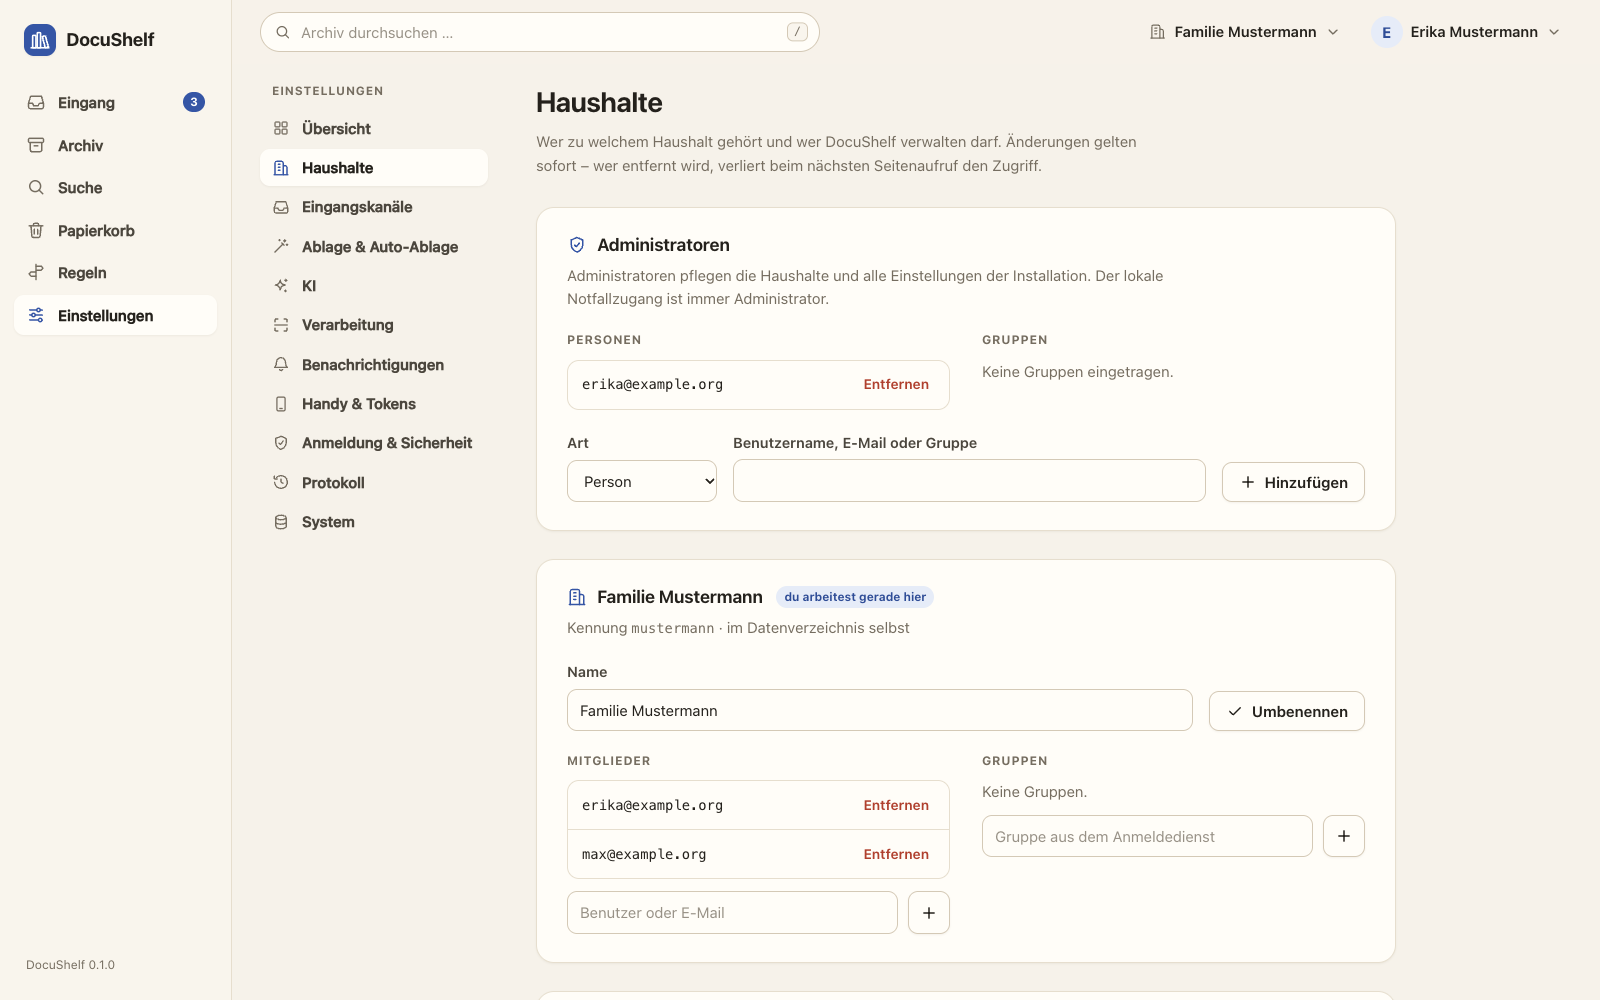 DocuShelf
Archiv durchsuchen ...
/
Familie Mustermann
E
Erika Mustermann
Eingang
3
Archiv
Suche
Papierkorb
Regeln
Einstellungen
DocuShelf 0.1.0
EINSTELLUNGEN
Übersicht
Haushalte
Eingangskanäle
Ablage & Auto-Ablage
KI
Verarbeitung
Benachrichtigungen
Handy & Tokens
Anmeldung & Sicherheit
Protokoll
System
Haushalte
Wer zu welchem Haushalt gehört und wer DocuShelf verwalten darf. Änderungen gelten
sofort – wer entfernt wird, verliert beim nächsten Seitenaufruf den Zugriff.
Administratoren
Administratoren pflegen die Haushalte und alle Einstellungen der Installation. Der lokale
Notfallzugang ist immer Administrator.
PERSONEN
erika@example.org
Entfernen
GRUPPEN
Keine Gruppen eingetragen.
Art
Person
Benutzername, E-Mail oder Gruppe
Hinzufügen
Familie Mustermann
du arbeitest gerade hier
Kennung mustermann · im Datenverzeichnis selbst
Name
Familie Mustermann
Umbenennen
MITGLIEDER
erika@example.org
Entfernen
max@example.org
Entfernen
Benutzer oder E-Mail
GRUPPEN
Keine Gruppen.
Gruppe aus dem Anmeldedienst